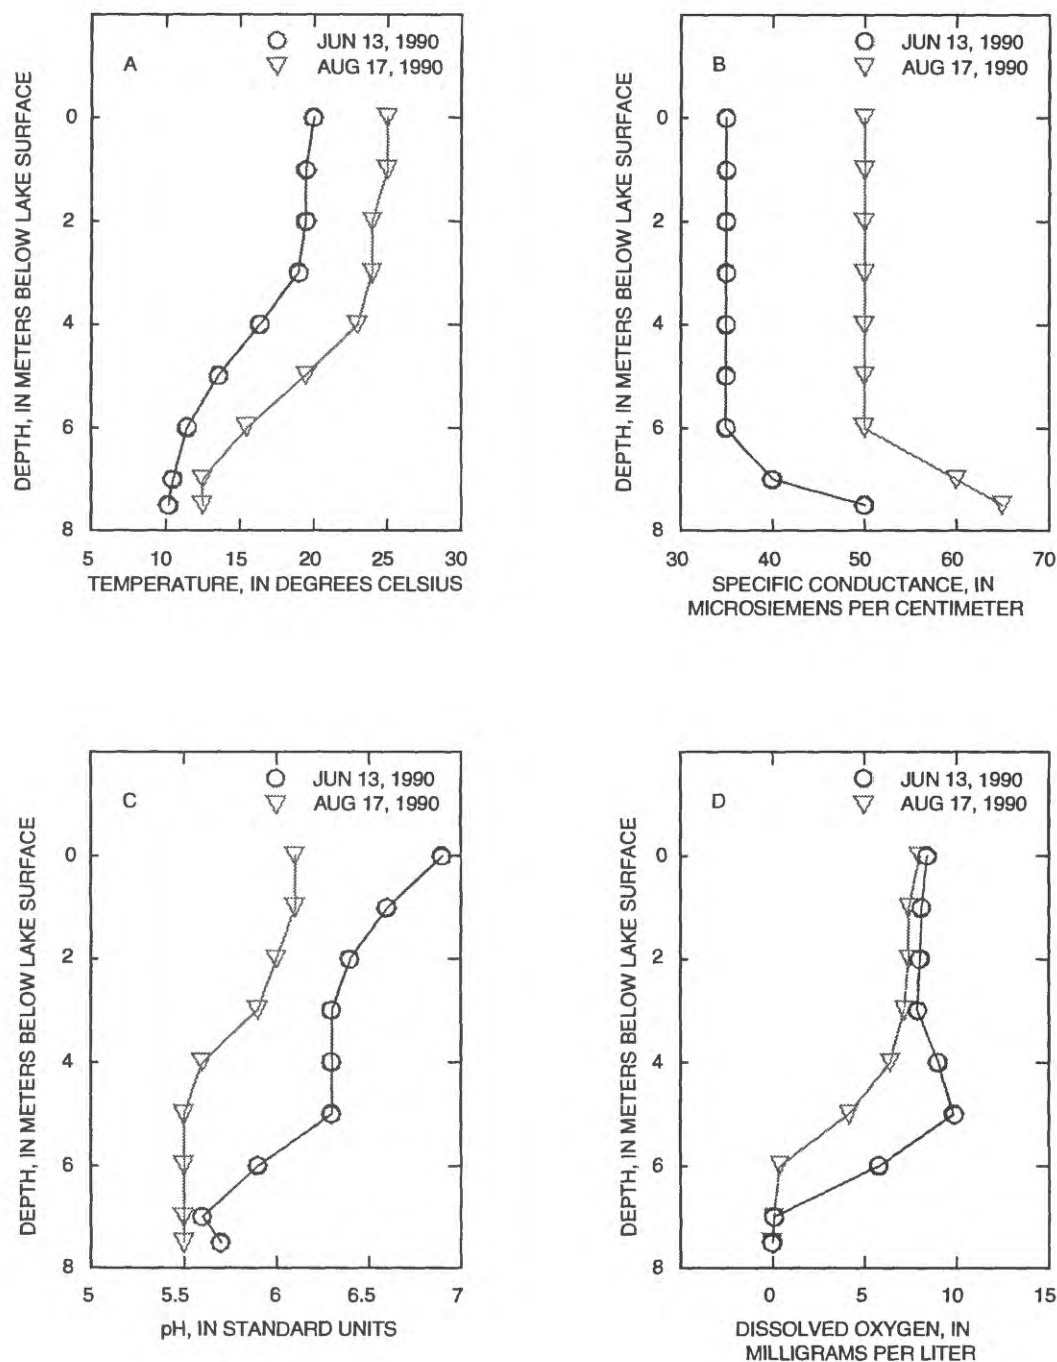 A
JUN 13, 1990
AUG 17, 1990
DEPTH, IN METERS BELOW LAKE SURFACE
0
2
4
6
8
5 10 15 20 25 30
TEMPERATURE, IN DEGREES CELSIUS
B
JUN 13, 1990
AUG 17, 1990
DEPTH, IN METERS BELOW LAKE SURFACE
0
2
4
6
8
30 40 50 60 70
SPECIFIC CONDUCTANCE, IN
MICROSIEMENS PER CENTIMETER
C
JUN 13, 1990
AUG 17, 1990
DEPTH, IN METERS BELOW LAKE SURFACE
0
2
4
6
8
5 5.5 6 6.5 7
pH, IN STANDARD UNITS
D
JUN 13, 1990
AUG 17, 1990
DEPTH, IN METERS BELOW LAKE SURFACE
0
2
4
6
8
0 5 10 15
DISSOLVED OXYGEN, IN
MILLIGRAMS PER LITER